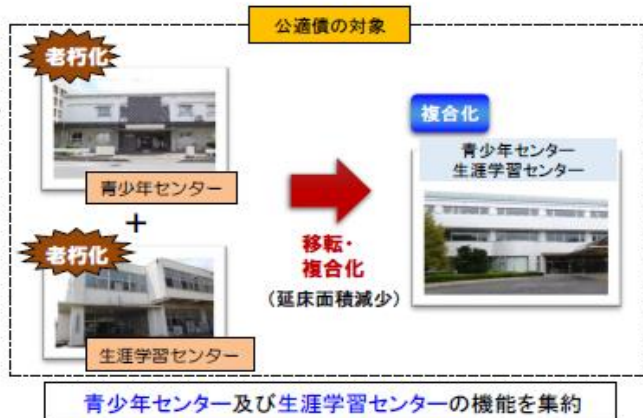 公適債の対象
老朽化
青少年センター
+
老朽化
生涯学習センター
移転・
複合化
(延床面積減少)
複合化
青少年センター
生涯学習センター
青少年センター及び生涯学習センターの機能を集約